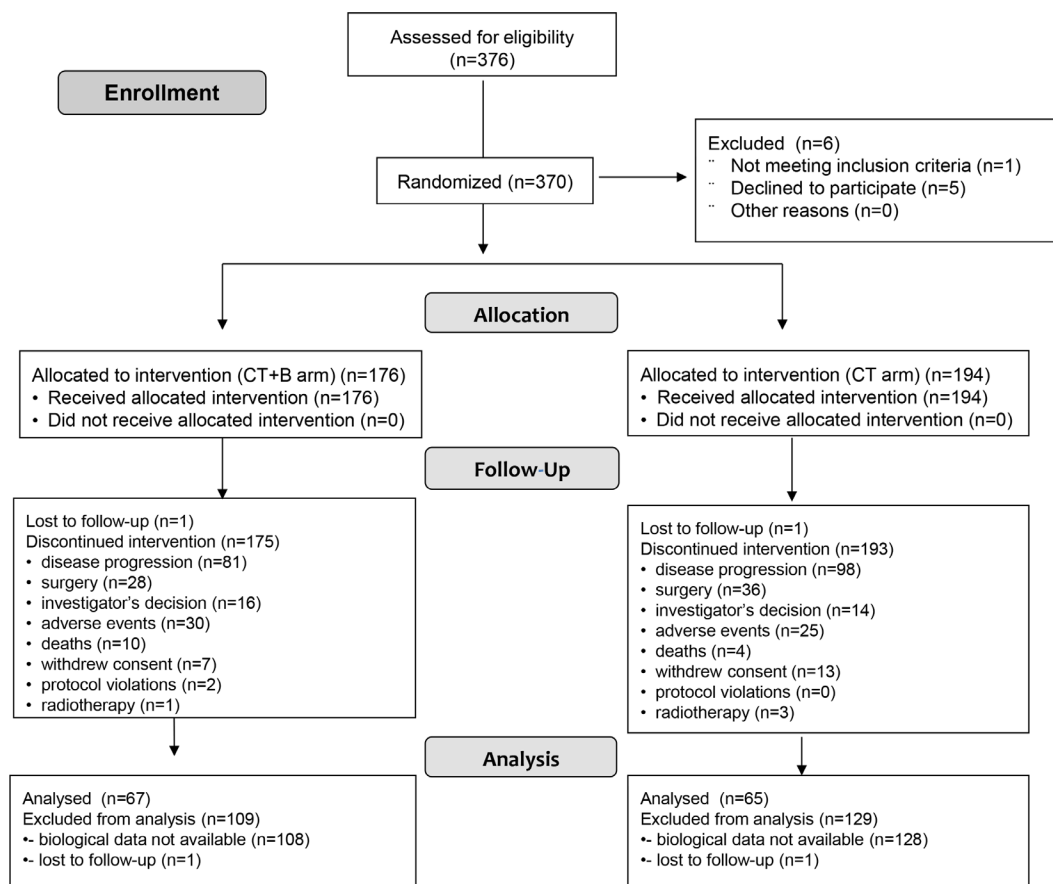 Assessed for eligibility
(n=376)
Enrollment
Excluded (n=6)
¨ Not meeting inclusion criteria (n=1)
¨ Declined to participate (n=5)
¨ Other reasons (n=0)
Randomized (n=370)
Allocation
Allocated to intervention (CT+B arm) (n=176)
• Received allocated intervention (n=176)
• Did not receive allocated intervention (n=0)
Allocated to intervention (CT arm) (n=194)
• Received allocated intervention (n=194)
• Did not receive allocated intervention (n=0)
Follow-Up
Lost to follow-up (n=1)
Discontinued intervention (n=175)
• disease progression (n=81)
• surgery (n=28)
• investigator's decision (n=16)
• adverse events (n=30)
• deaths (n=10)
• withdrew consent (n=7)
• protocol violations (n=2)
• radiotherapy (n=1)
Lost to follow-up (n=1)
Discontinued intervention (n=193)
• disease progression (n=98)
• surgery (n=36)
• investigator's decision (n=14)
• adverse events (n=25)
• deaths (n=4)
• withdrew consent (n=13)
• protocol violations (n=0)
• radiotherapy (n=3)
Analysis
Analysed (n=67)
Excluded from analysis (n=109)
•- biological data not available (n=108)
•- lost to follow-up (n=1)
Analysed (n=65)
Excluded from analysis (n=129)
•- biological data not available (n=128)
•- lost to follow-up (n=1)